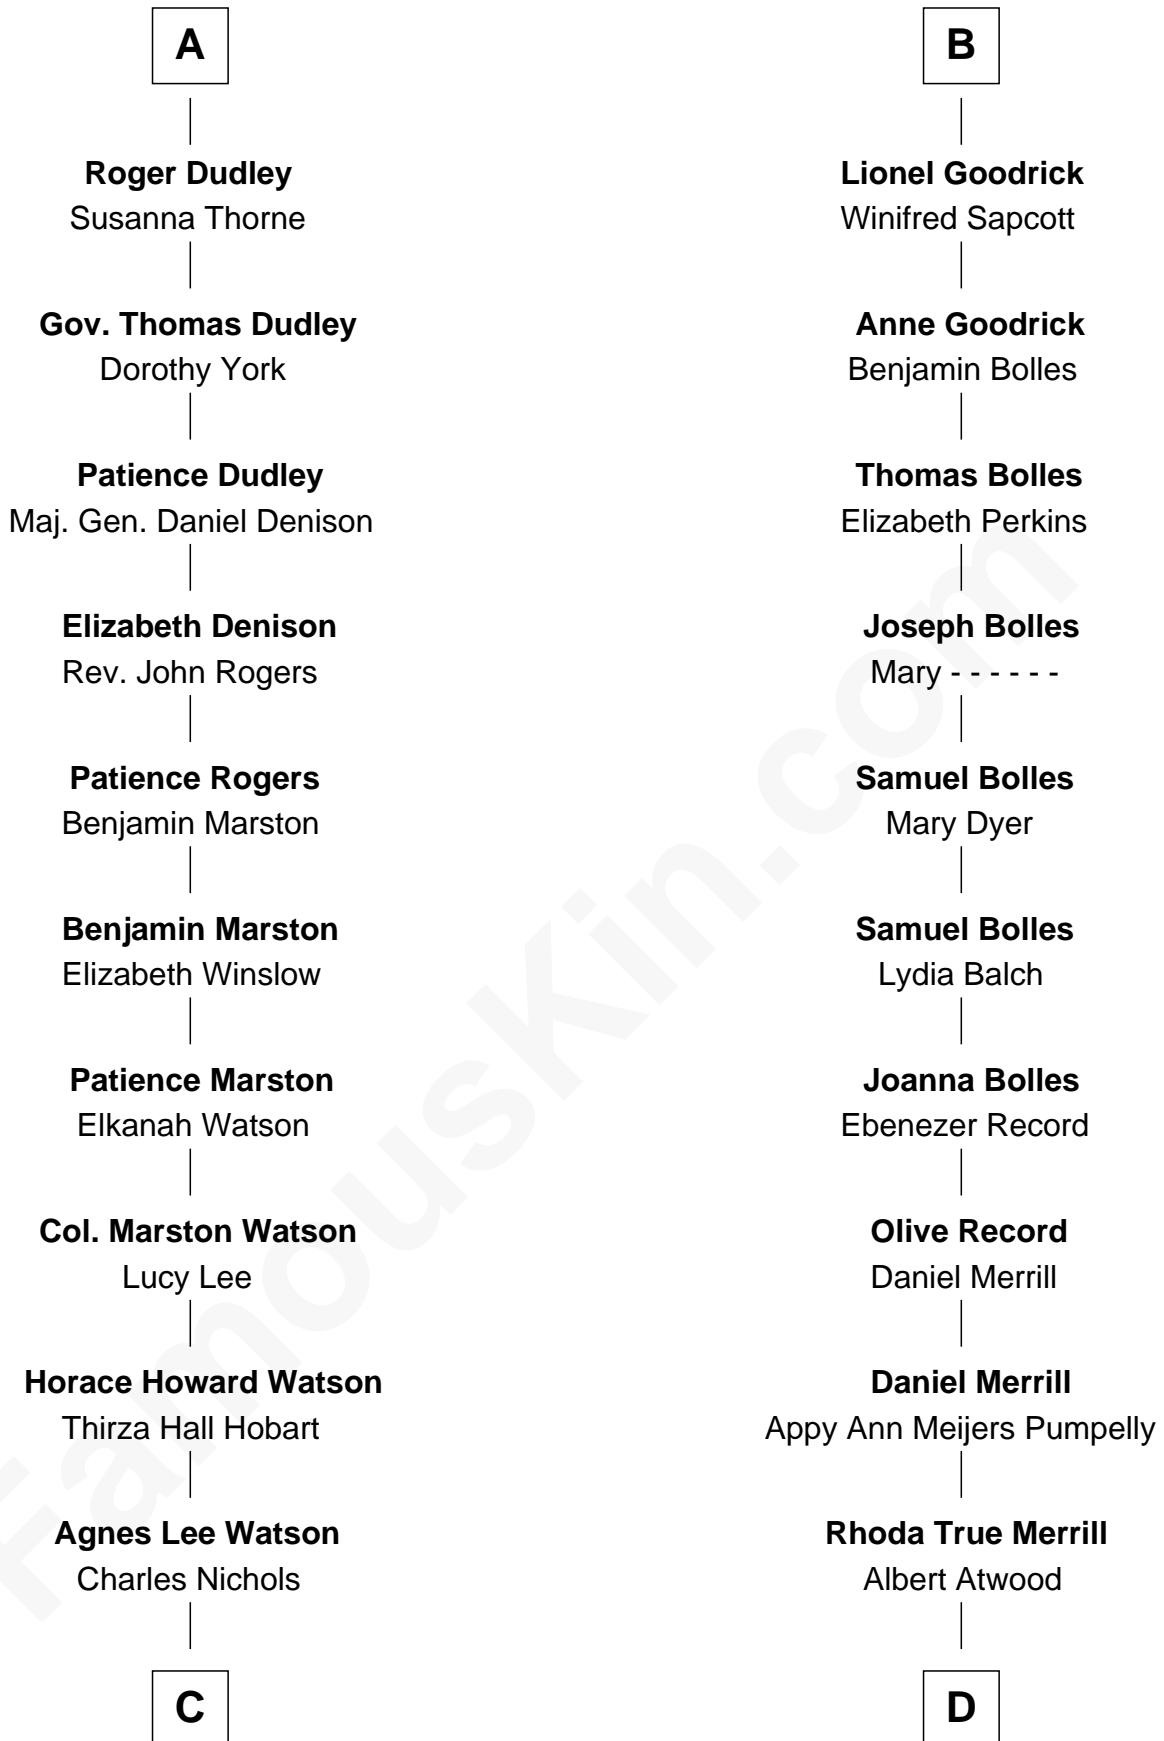 A
Roger Dudley
Susanna Thorne
Gov. Thomas Dudley
Dorothy York
Patience Dudley
Maj. Gen. Daniel Denison
Elizabeth Denison
Rev. John Rogers
Patience Rogers
Benjamin Marston
Benjamin Marston
Elizabeth Winslow
Patience Marston
Elkanah Watson
Col. Marston Watson
Lucy Lee
Horace Howard Watson
Thirza Hall Hobart
Agnes Lee Watson
Charles Nichols
C
B
Lionel Goodrick
Winifred Sapcott
Anne Goodrick
Benjamin Bolles
Thomas Bolles
Elizabeth Perkins
Joseph Bolles
Mary - - - - - -
Samuel Bolles
Mary Dyer
Samuel Bolles
Lydia Balch
Joanna Bolles
Ebenezer Record
Olive Record
Daniel Merrill
Daniel Merrill
Appy Ann Meijers Pumpelly
Rhoda True Merrill
Albert Atwood
D
FamousKin.com